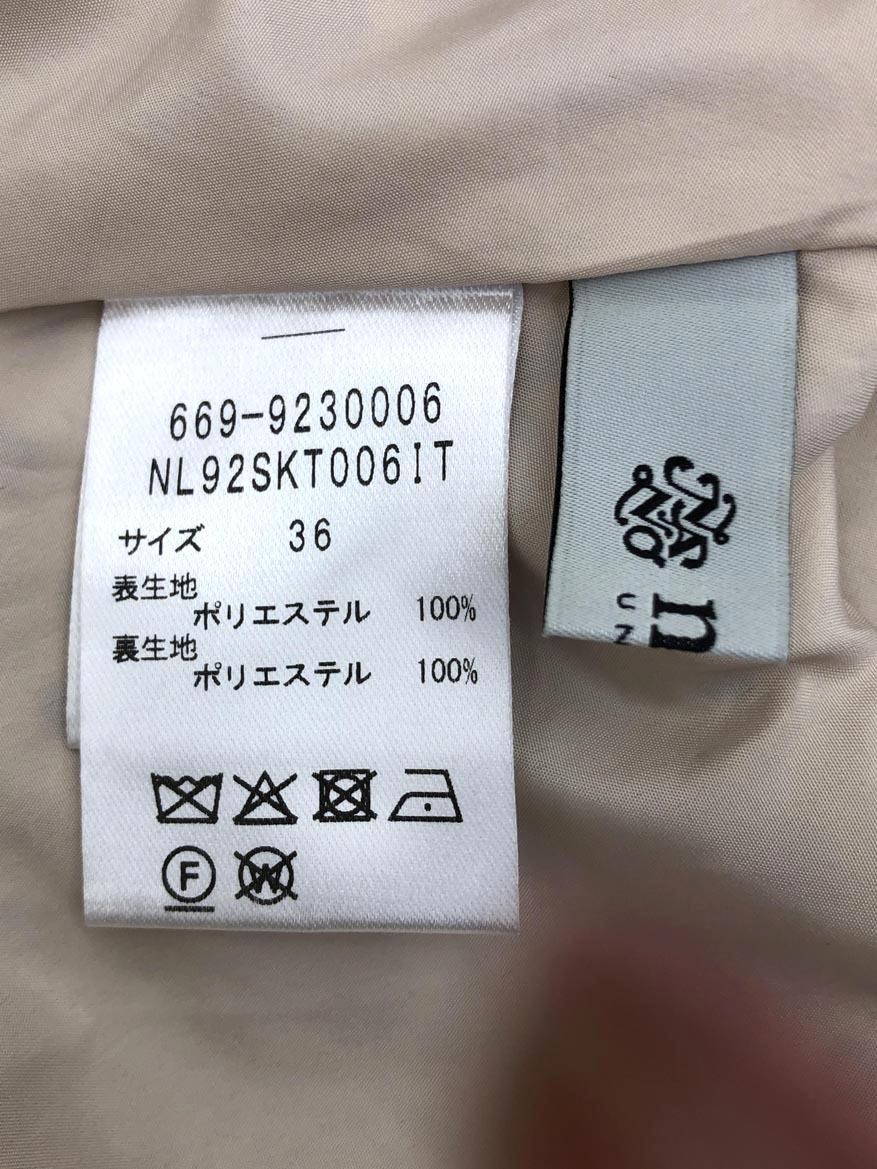 669-9230006
NL92SKT006IT
サイズ 36
表生地
ポリエステル 100%
裏生地
ポリエステル 100%
F
W
n